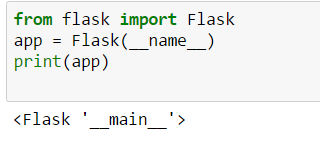 from flask import Flask
app = Flask(__name__)
print(app)
<Flask '__main__'>